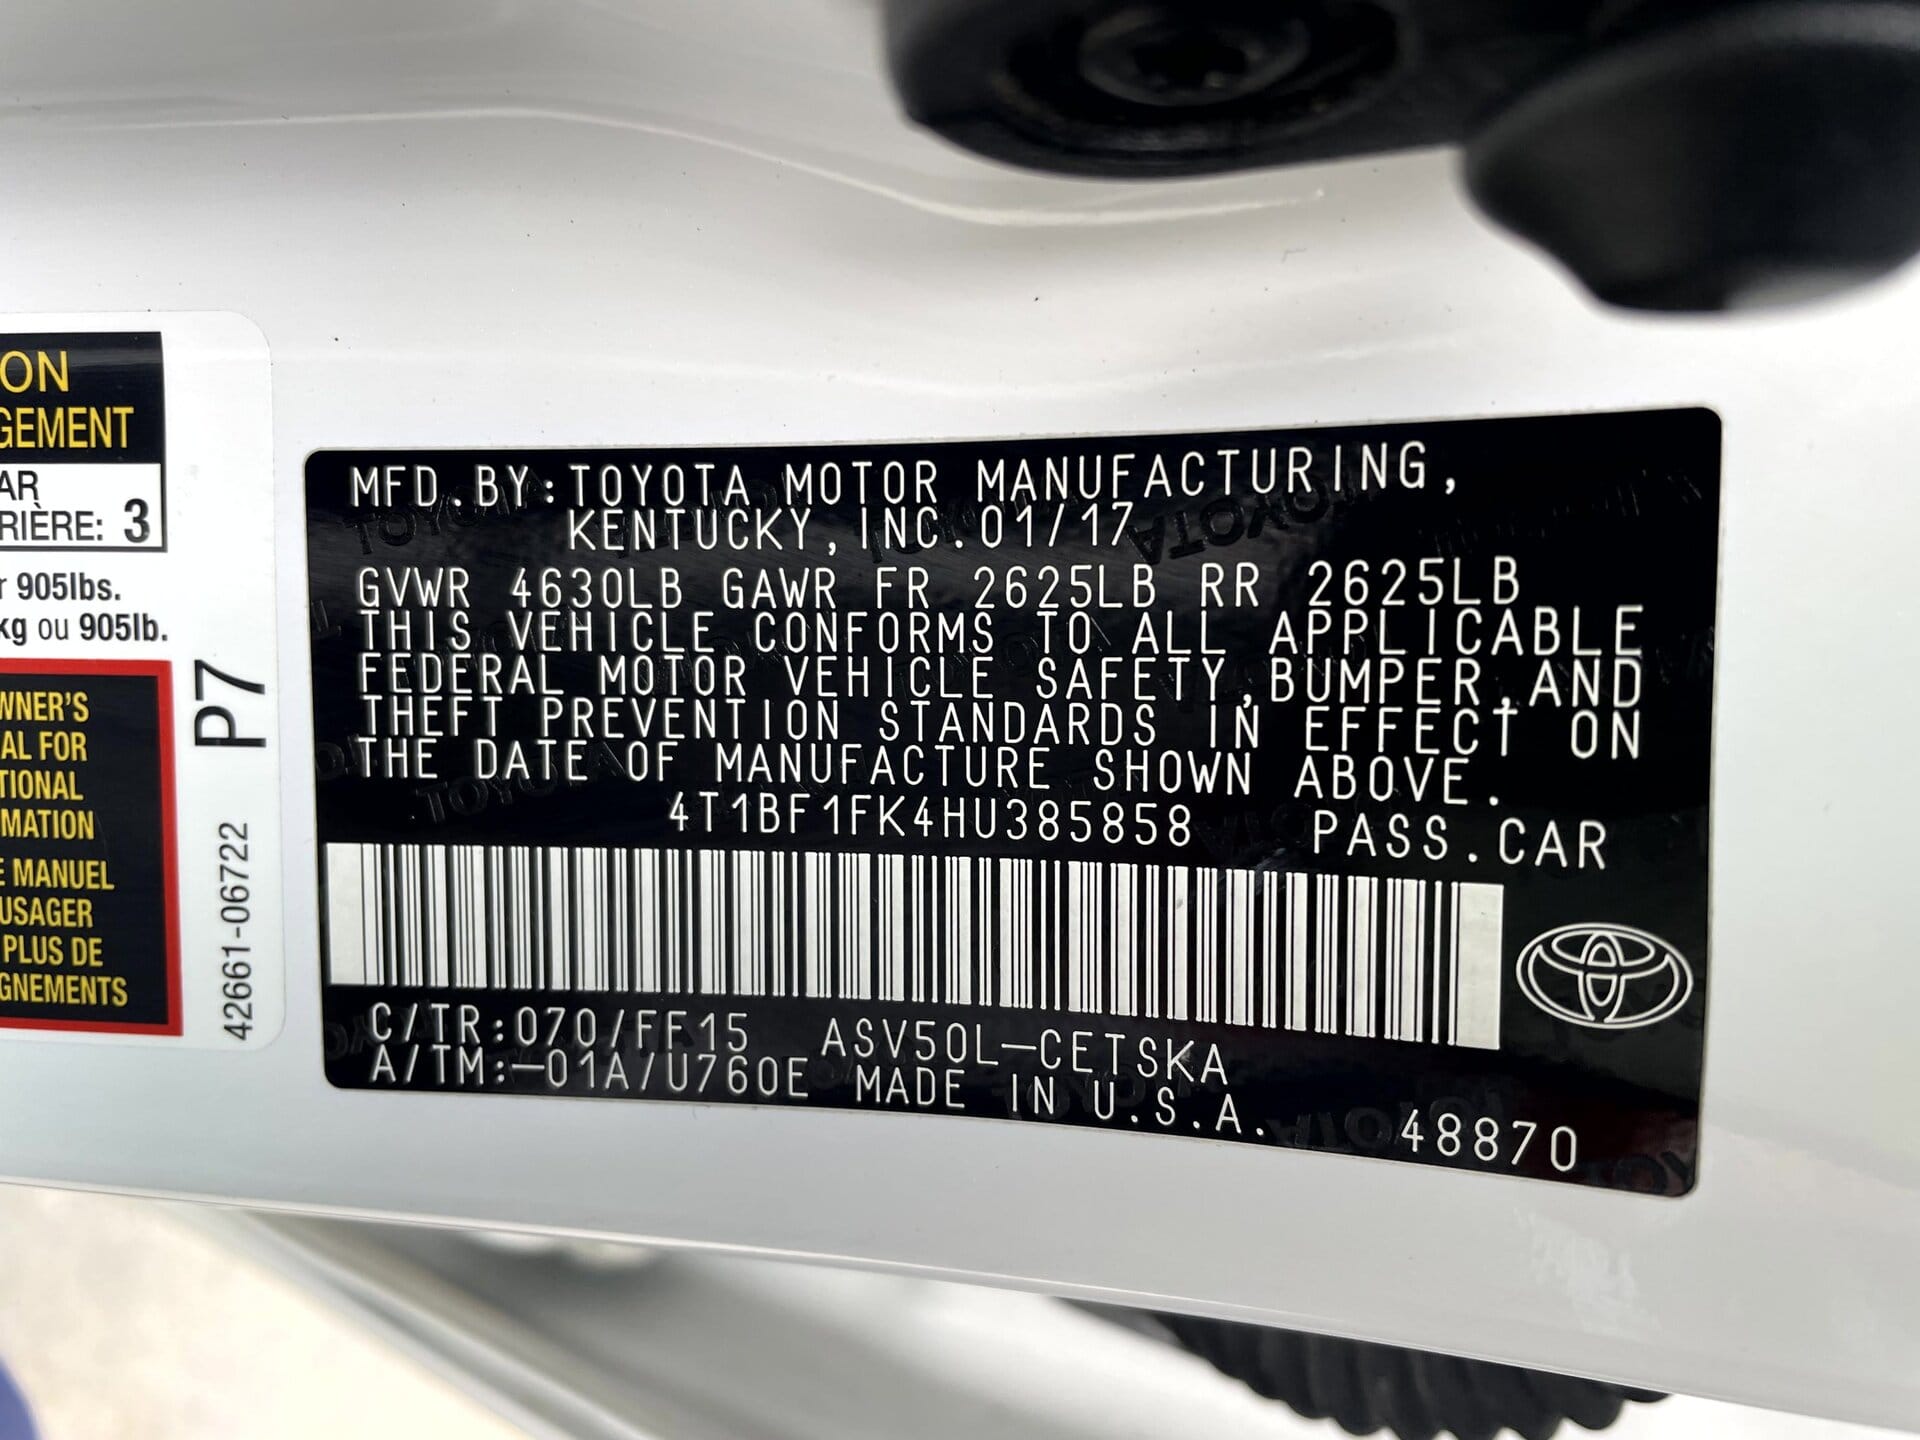 ON
GEMENT
AR
RIÈRE: 3
r 905lbs.
kg ou 905lb.
WNER'S
AL FOR
TIONAL
MATION
E MANUEL
USAGER
PLUS DE
GNEMENTS
P7
42661-06722
MFD.BY:TOYOTA MOTOR MANUFACTURING,
KENTUCKY,INC.01/17
GVWR 4630LB GAWR FR 2625LB RR 2625LB
THIS VEHICLE CONFORMS TO ALL APPLICABLE
FEDERAL MOTOR VEHICLE SAFETY,BUMPER,AND
THEFT PREVENTION STANDARDS IN EFFECT ON
THE DATE OF MANUFACTURE SHOWN ABOVE.
4T1BF1FK4HU385858 PASS.CAR
C/TR:070/FF15 ASV50L-CETSKA
A/TM:-01A/U760E MADE IN U.S.A. 48870